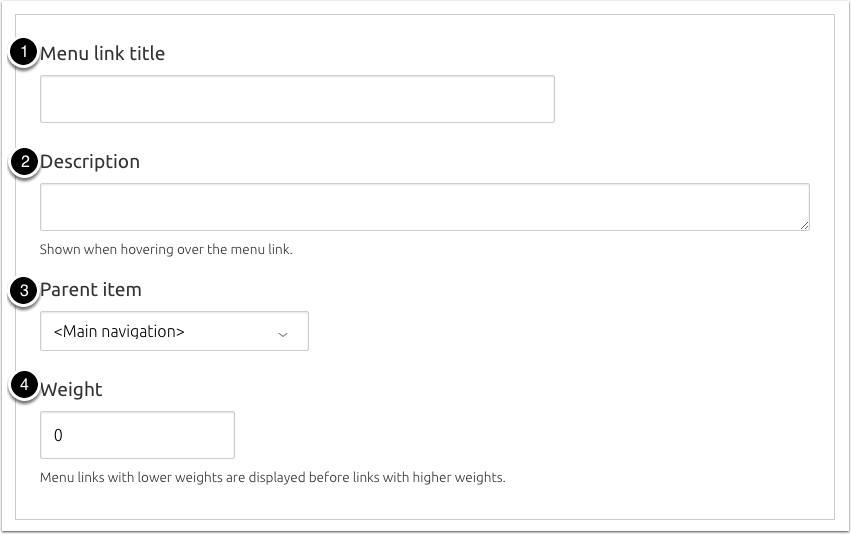 1 Menu link title
2 Description
Shown when hovering over the menu link.
3 Parent item
<Main navigation>
4 Weight
0
Menu links with lower weights are displayed before links with higher weights.